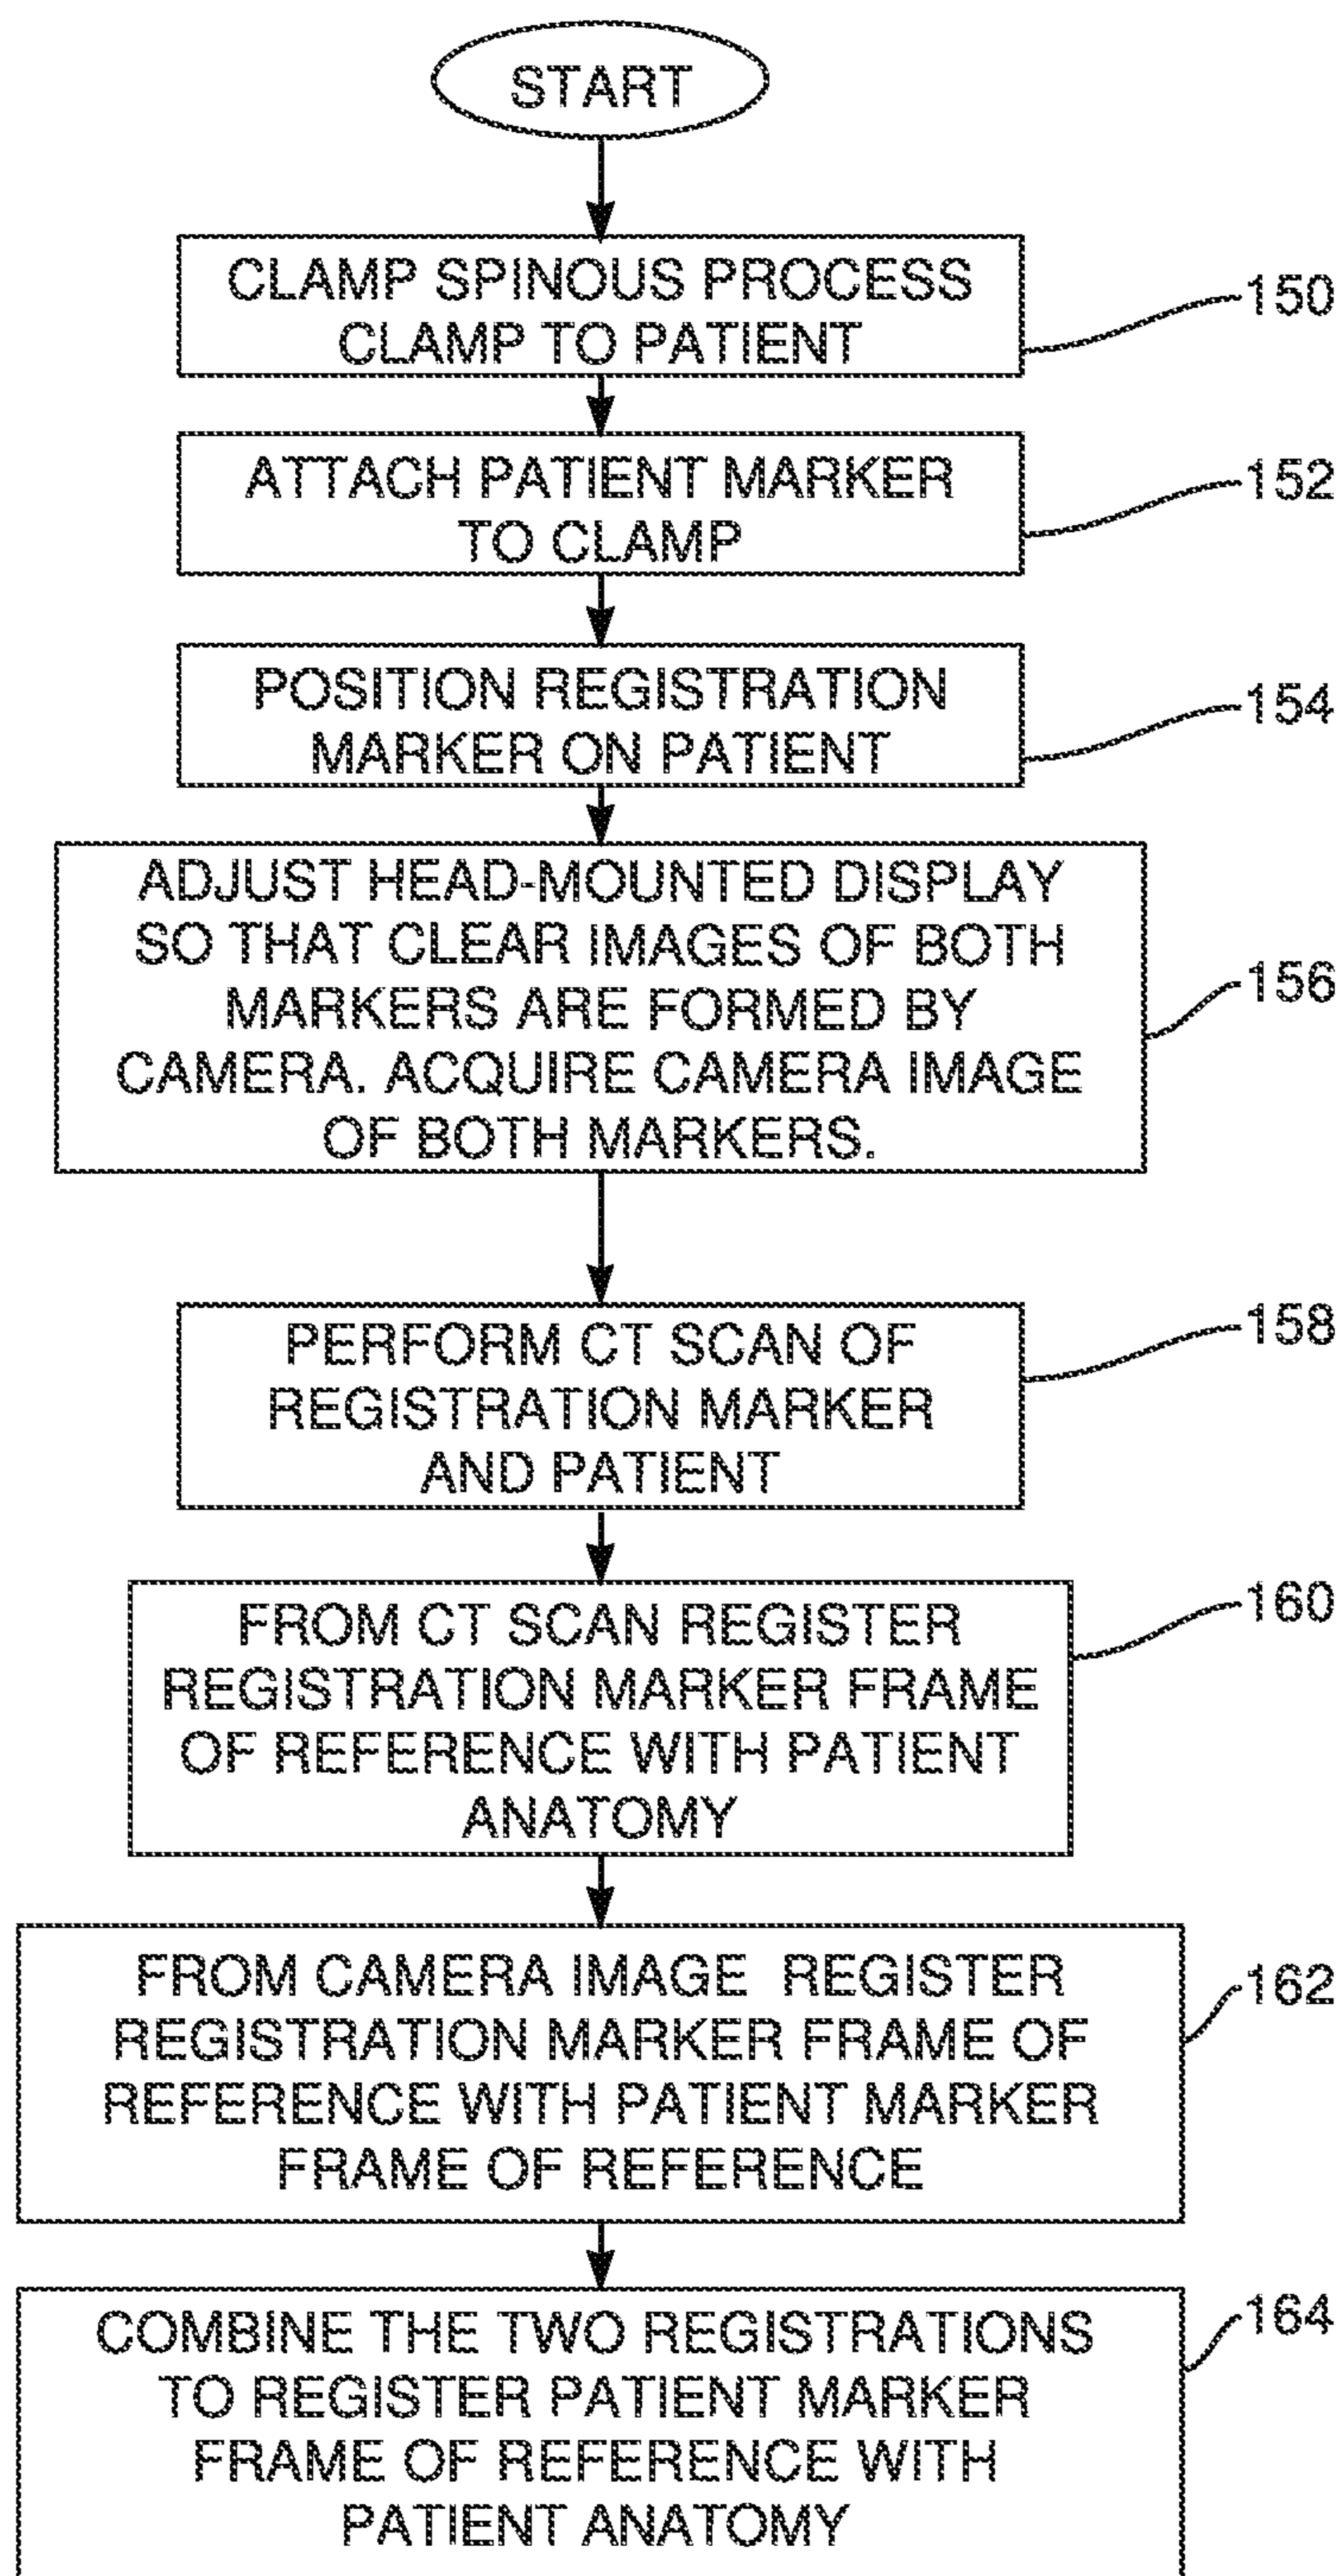 START
CLAMP SPINOUS PROCESS
CLAMP TO PATIENT
150
ATTACH PATIENT MARKER
TO CLAMP
152
POSITION REGISTRATION
MARKER ON PATIENT
154
ADJUST HEAD-MOUNTED DISPLAY
SO THAT CLEAR IMAGES OF BOTH
MARKERS ARE FORMED BY
CAMERA. ACQUIRE CAMERA IMAGE
OF BOTH MARKERS.
156
PERFORM CT SCAN OF
REGISTRATION MARKER
AND PATIENT
158
FROM CT SCAN REGISTER
REGISTRATION MARKER FRAME
OF REFERENCE WITH PATIENT
ANATOMY
160
FROM CAMERA IMAGE REGISTER
REGISTRATION MARKER FRAME OF
REFERENCE WITH PATIENT MARKER
FRAME OF REFERENCE
162
COMBINE THE TWO REGISTRATIONS
TO REGISTER PATIENT MARKER
FRAME OF REFERENCE WITH
PATIENT ANATOMY
164